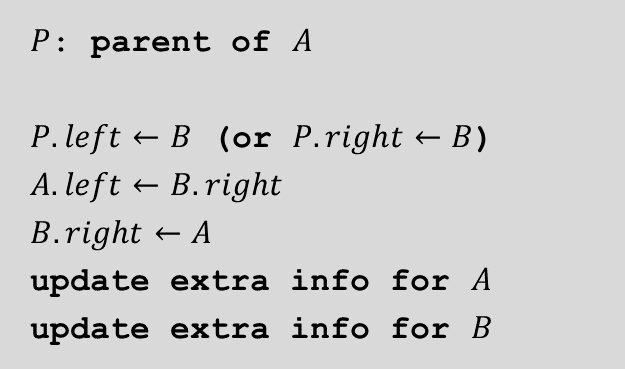 P: parent of A
P.left ← B (or P.right ← B)
A.left ← B.right
B.right ← A
update extra info for A
update extra info for B